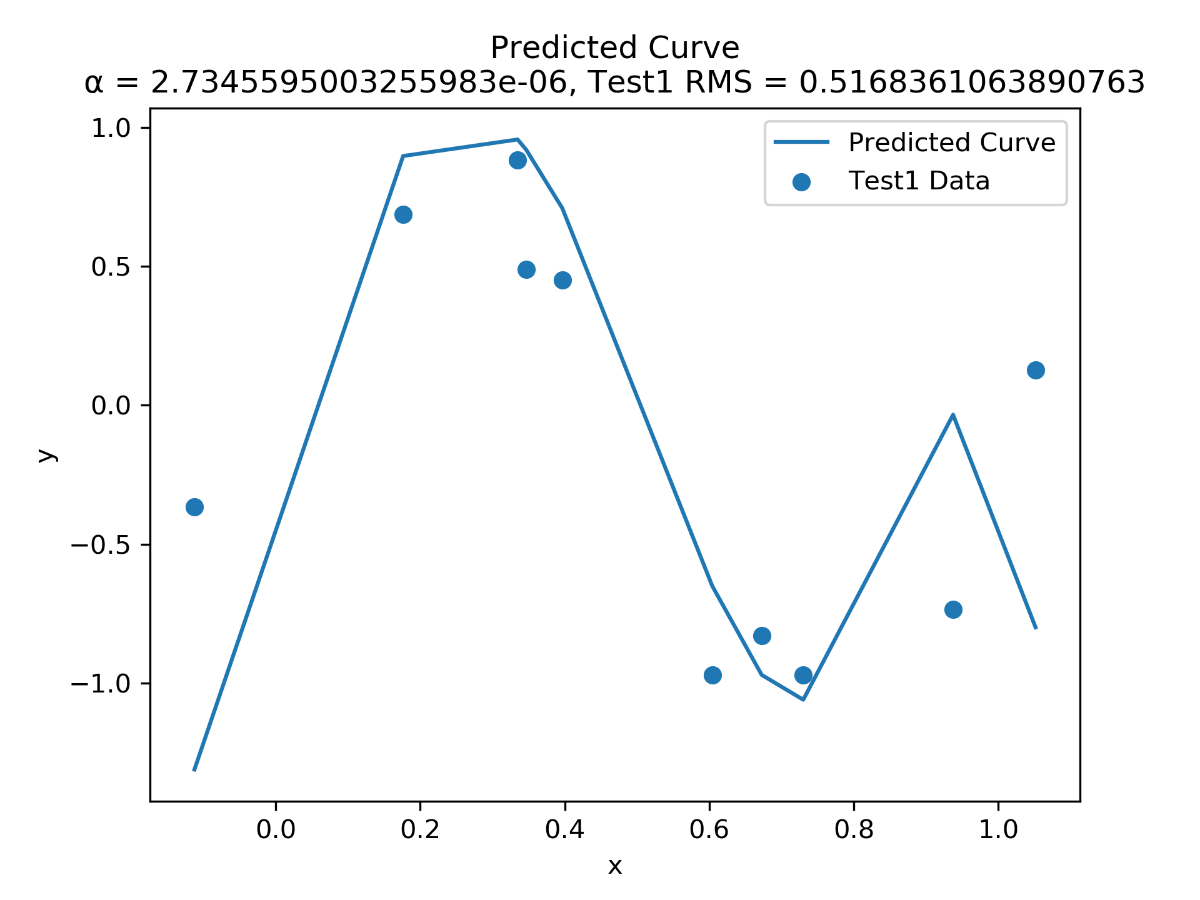 Predicted Curve
α = 2.7345595003255983e-06, Test1 RMS = 0.5168361063890763
Predicted Curve
Test1 Data
1.0
0.5
0.0
−0.5
−1.0
y
0.0 0.2 0.4 0.6 0.8 1.0
x